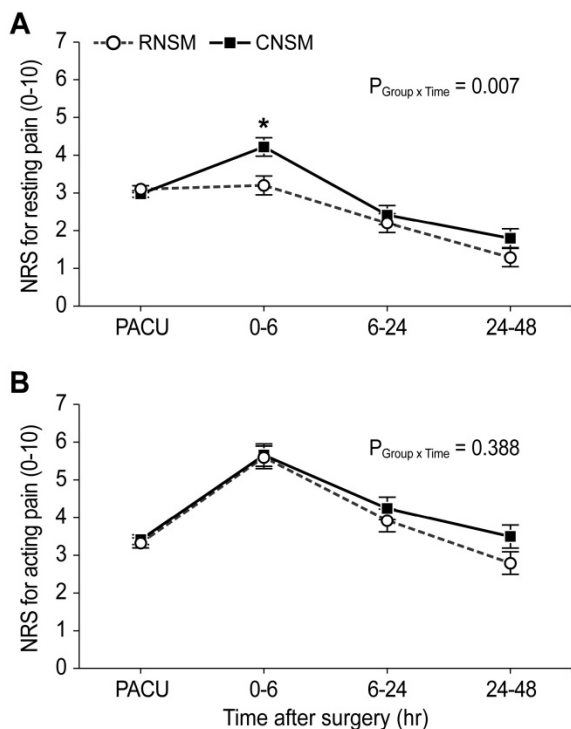 A
RNSM CNSM
P Group x Time = 0.007
*
NRS for resting pain (0-10)
7
6
5
4
3
2
1
0
PACU 0-6 6-24 24-48
B
P Group x Time = 0.388
NRS for acting pain (0-10)
7
6
5
4
3
2
1
0
PACU 0-6 6-24 24-48
Time after surgery (hr)